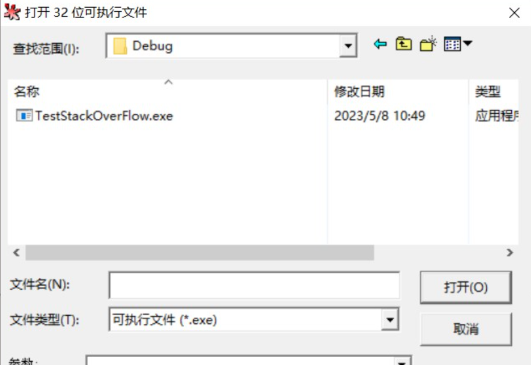 打开 32 位可执行文件
查找范围(I):
Debug
名称
修改日期
类型
TestStackOverFlow.exe
2023/5/8 10:49
应用程序
文件名(N):
打开(O)
文件类型(T):
可执行文件 (*.exe)
取消
参数: